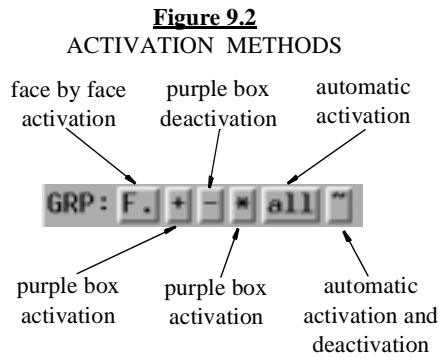 Figure 9.2
ACTIVATION METHODS
face by face
activation
purple box
deactivation
automatic
activation
GRP: F. + - * all ~
purple box
activation
purple box
activation
automatic
activation and
deactivation